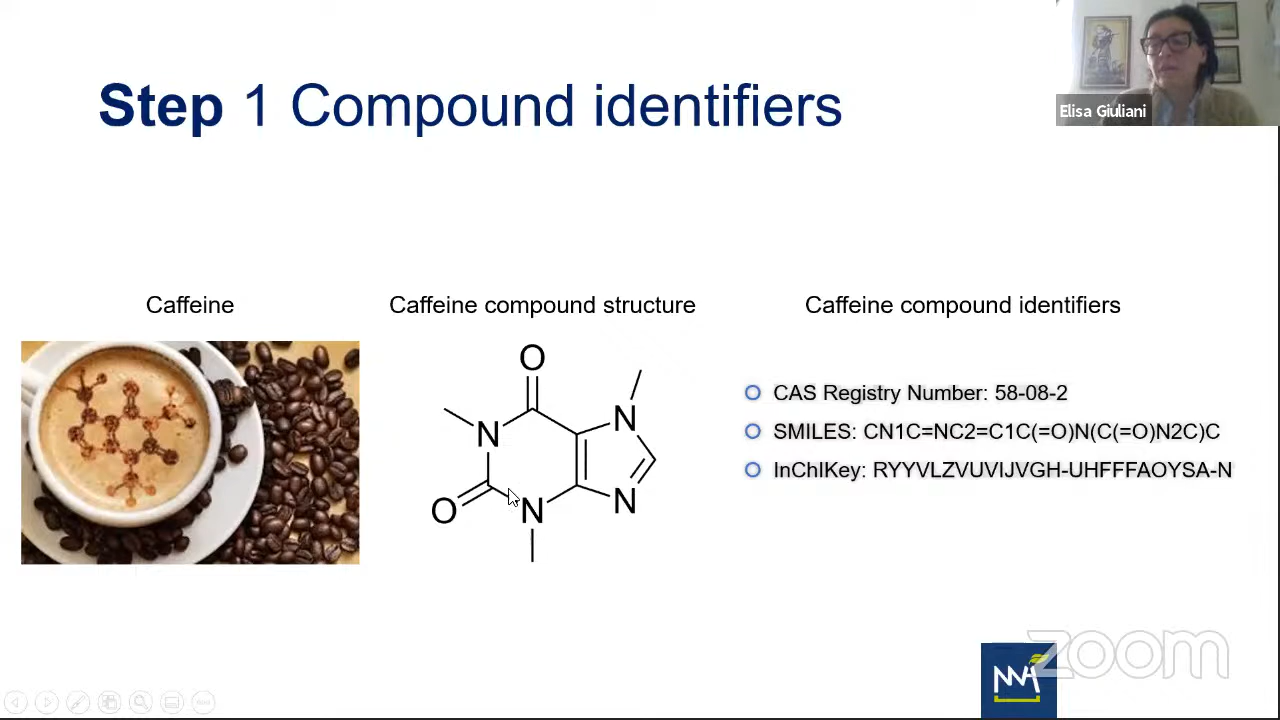 Step 1 Compound identifiers
Elisa Giuliani
Caffeine
Caffeine compound structure
Caffeine compound identifiers
O
N
N
O
N
N
CAS Registry Number: 58-08-2
SMILES: CN1C=NC2=C1C(=O)N(C(=O)N2C)C
InChIKey: RYYVLZVUVIJVGH-UHFFFAOYSA-N
zoom